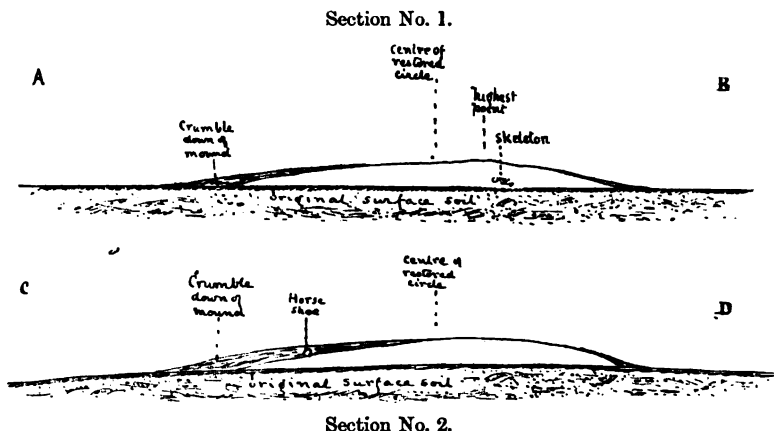 Section No. 1.
A
Centre of
restored
circle
B
highest
point
Skeleton
Crumble
down of
mound
original surface soil
C
Crumble
down of
mound
Horse
shoe
Centre of
restored
circle
D
original surface soil
Section No. 2.